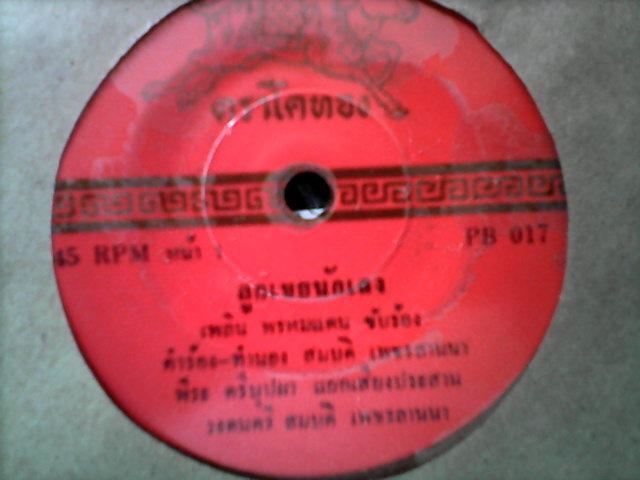 ตราโคทอง
45 RPM หน้า 1
PB 017
ลูกเขยนักเลง
เพลิน พรหมแดน ขับร้อง
คำร้อง-ทำนอง สมบัติ เพชรลานนา
พีระ ตรีบุปผา แยกเสียงประสาน
วงดนตรี สมบัติ เพชรลานนา